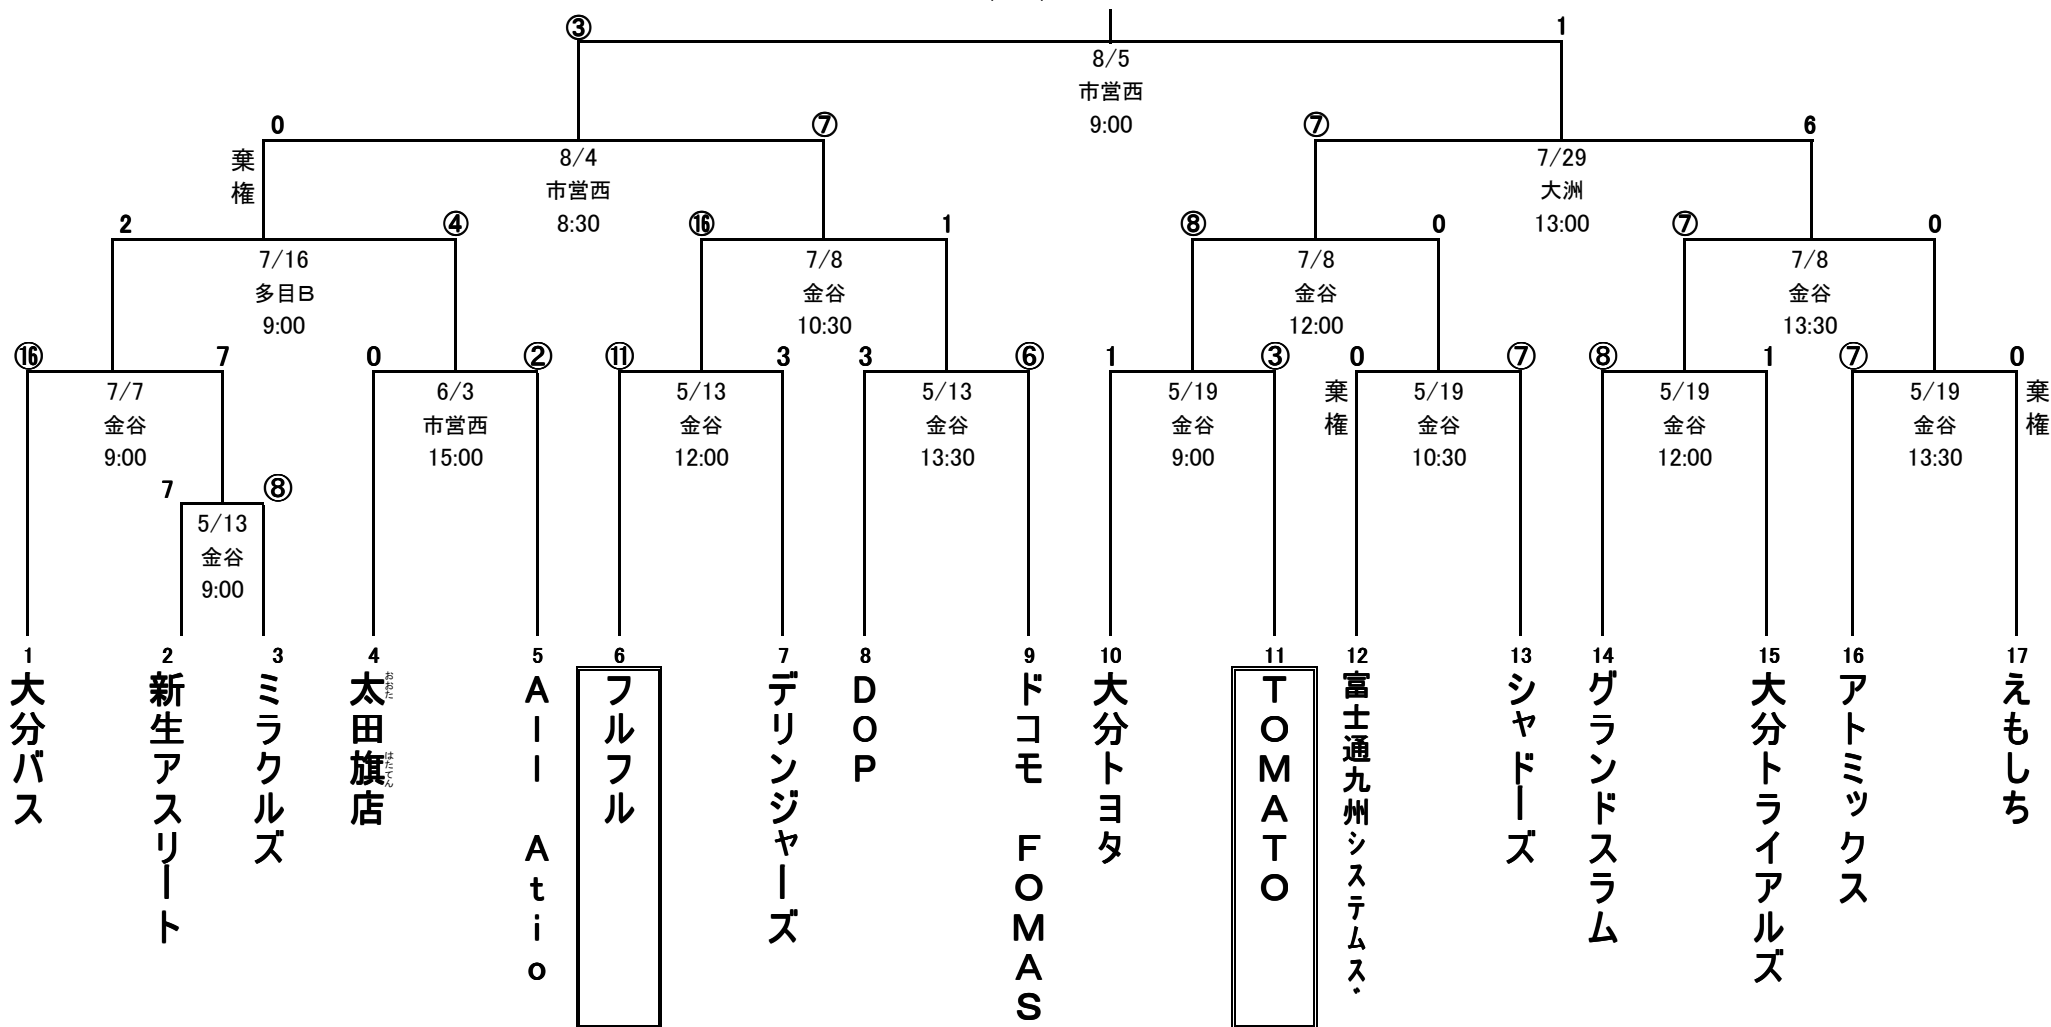 ③ 1
8/5
市営西
9:00
0 ⑦ ⑦ 6
棄権
8/4
市営西
8:30
7/29
大洲
13:00
2 ④ ⑯ 1 ⑧ 0 ⑦ 0
7/16
多目B
9:00
7/8
金谷
10:30
7/8
金谷
12:00
7/8
金谷
13:30
⑯ 7 0 ② ⑪ 3 3 ⑥ 1 ③ 0 ⑦ ⑧ 1 ⑦ 0
7/7
金谷
9:00
6/3
市営西
15:00
5/13
金谷
12:00
5/13
金谷
13:30
5/19
金谷
9:00
棄権
5/19
金谷
10:30
5/19
金谷
12:00
5/19
金谷
13:30
棄権
7 ⑧
5/13
金谷
9:00
1
大分バス
2
新生アスリート
3
ミラクルズ
4
太田旗店
おおた
はたてん
5
All Atio
6
フルフル
7
デリンジャーズ
8
DOP
9
ドコモ FOMAS
10
大分トヨタ
11
TOMATO
12
富士通九州システムス・
13
シャドーズ
14
グランドスラム
15
大分トライアルズ
16
アトミックス
17
えもしち